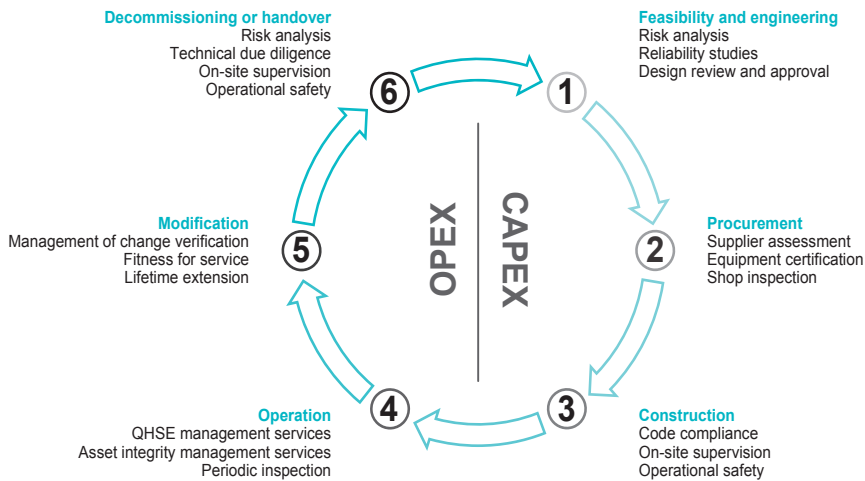 Decommissioning or handover
Risk analysis
Technical due diligence
On-site supervision
Operational safety
6
Feasibility and engineering
Risk analysis
Reliability studies
Design review and approval
1
Modification
Management of change verification
Fitness for service
Lifetime extension
5
OPEX
CAPEX
2
Procurement
Supplier assessment
Equipment certification
Shop inspection
Operation
QHSE management services
Asset integrity management services
Periodic inspection
4
3
Construction
Code compliance
On-site supervision
Operational safety